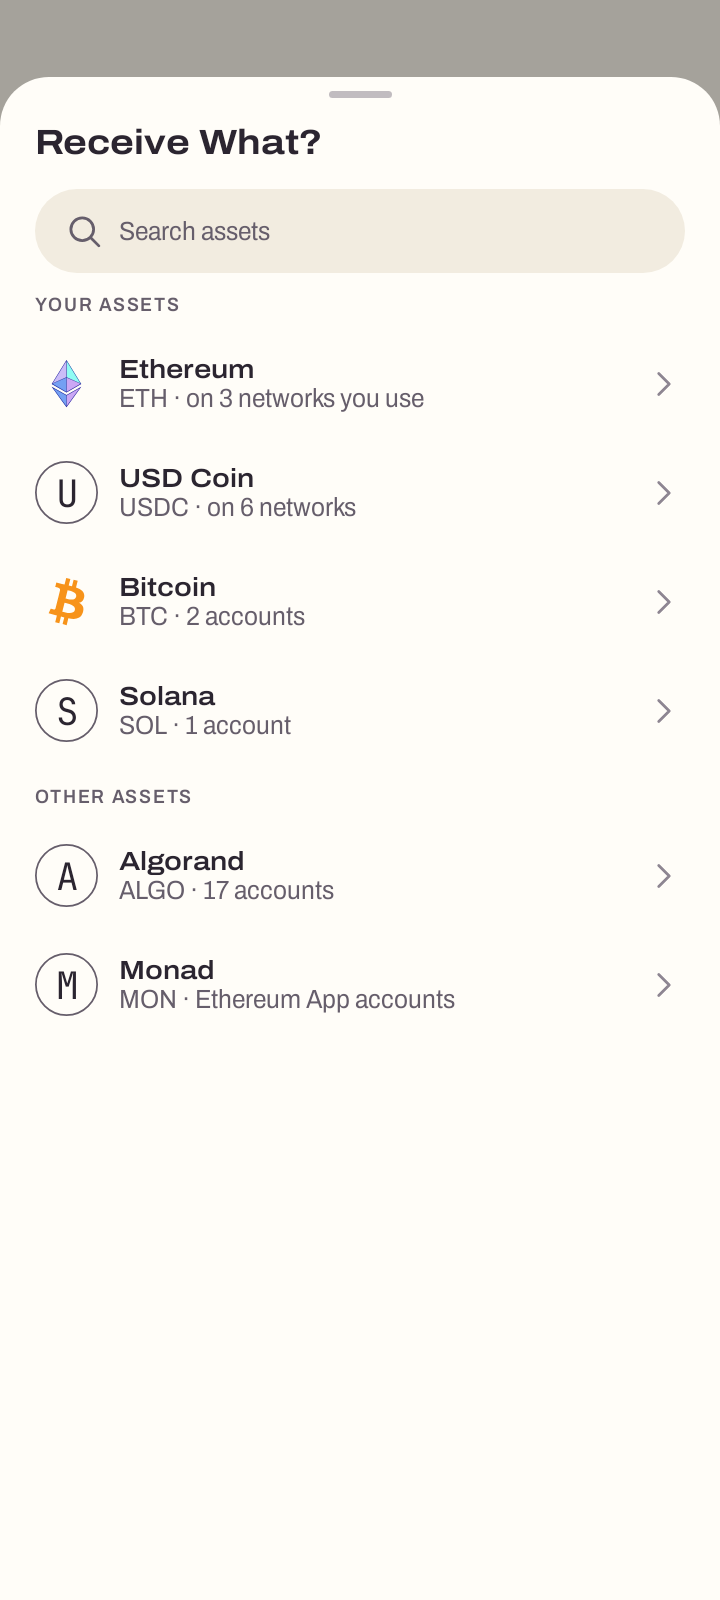 Receive What?
Search assets
YOUR ASSETS
Ethereum
ETH · on 3 networks you use
U
USD Coin
USDC · on 6 networks
Bitcoin
BTC · 2 accounts
S
Solana
SOL · 1 account
OTHER ASSETS
A
Algorand
ALGO · 17 accounts
M
Monad
MON · Ethereum App accounts